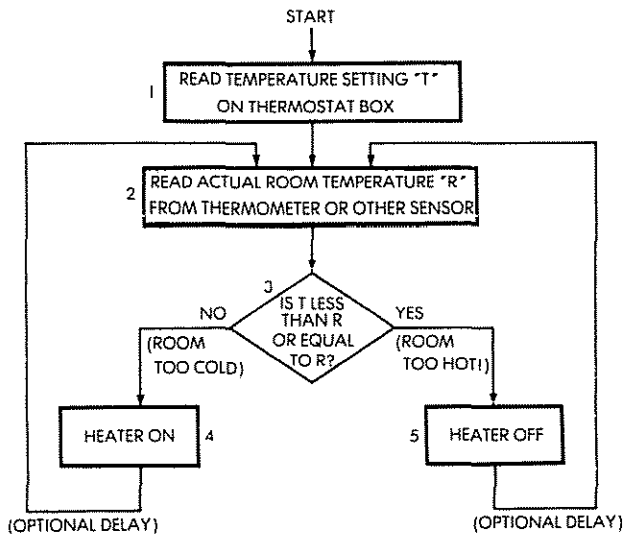 START
1
READ TEMPERATURE SETTING "T"
ON THERMOSTAT BOX
2
READ ACTUAL ROOM TEMPERATURE "R"
FROM THERMOMETER OR OTHER SENSOR
3
IS T LESS
THAN R
OR EQUAL
TO R?
NO
(ROOM
TOO COLD)
YES
(ROOM
TOO HOT!)
HEATER ON
4
5
HEATER OFF
(OPTIONAL DELAY)
(OPTIONAL DELAY)